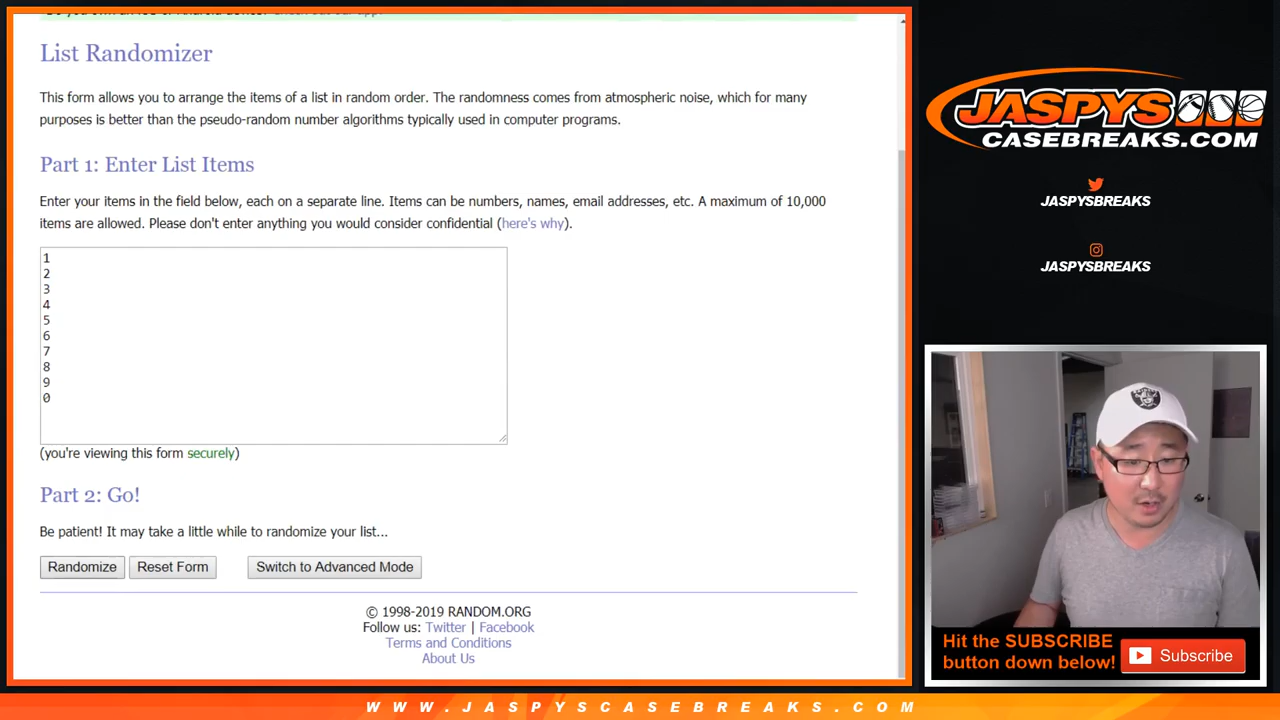 List Randomizer
This form allows you to arrange the items of a list in random order. The randomness comes from atmospheric noise, which for many
purposes is better than the pseudo-random number algorithms typically used in computer programs.
Part 1: Enter List Items
Enter your items in the field below, each on a separate line. Items can be numbers, names, email addresses, etc. A maximum of 10,000
items are allowed. Please don't enter anything you would consider confidential (here's why).
1
2
3
4
5
6
7
8
9
0
(you're viewing this form securely)
Part 2: Go!
Be patient! It may take a little while to randomize your list...
Randomize Reset Form Switch to Advanced Mode
© 1998-2019 RANDOM.ORG
Follow us: Twitter | Facebook
Terms and Conditions
About Us
JASPYS
CASEBREAKS.COM
JASPYSBREAKS
JASPYSBREAKS
Hit the SUBSCRIBE
button down below!
Subscribe
WWW.JASPYSCASEBREAKS.COM